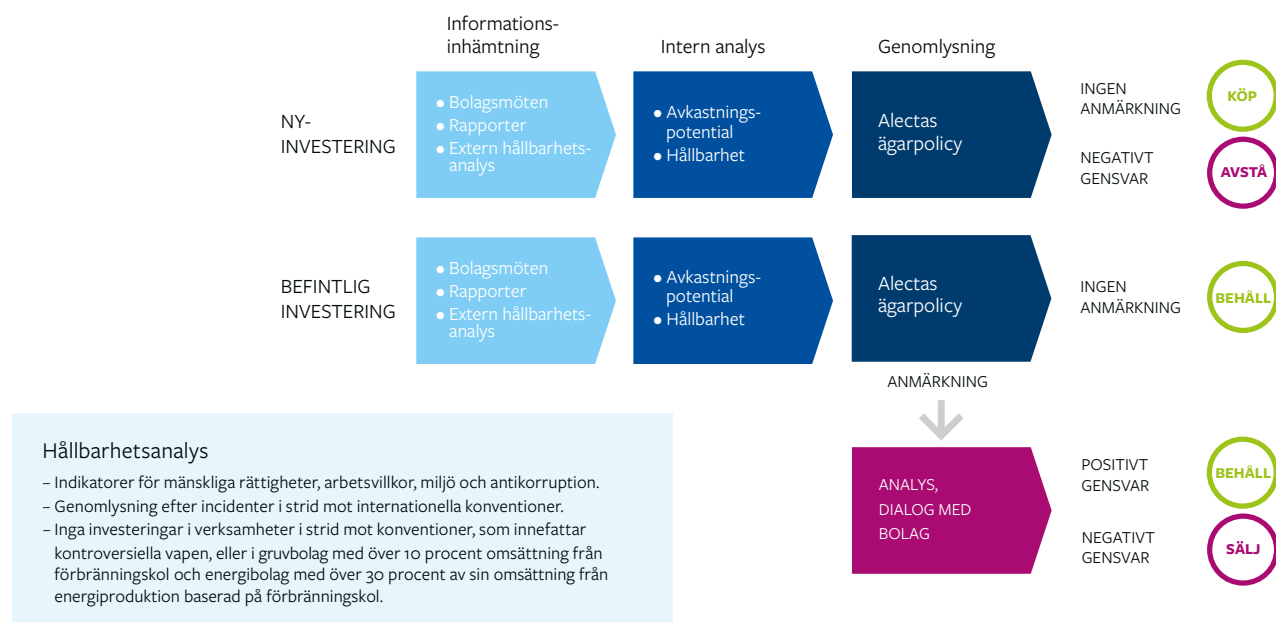 Informations-
inhämtning
Intern analys
Genomlysning
NY-
INVESTERING
● Bolagsmöten
● Rapporter
● Extern hållbarhets-
analys
● Avkastnings-
potential
● Hållbarhet
Alectas
ägarpolicy
INGEN
ANMÄRKNING
KÖP
NEGATIVT
GENSVAR
AVSTÅ
BEFINTLIG
INVESTERING
● Bolagsmöten
● Rapporter
● Extern hållbarhets-
analys
● Avkastnings-
potential
● Hållbarhet
Alectas
ägarpolicy
INGEN
ANMÄRKNING
BEHÅLL
ANMÄRKNING
ANALYS,
DIALOG MED
BOLAG
POSITIVT
GENSVAR
BEHÅLL
NEGATIVT
GENSVAR
SÄLJ
Hållbarhetsanalys
– Indikatorer för mänskliga rättigheter, arbetsvillkor, miljö och antikorruption.
– Genomlysning efter incidenter i strid mot internationella konventioner.
– Inga investeringar i verksamheter i strid mot konventioner, som innefattar
kontroversiella vapen, eller i gruvbolag med över 10 procent omsättning från
förbränningskol och energibolag med över 30 procent av sin omsättning från
energiproduktion baserad på förbränningskol.